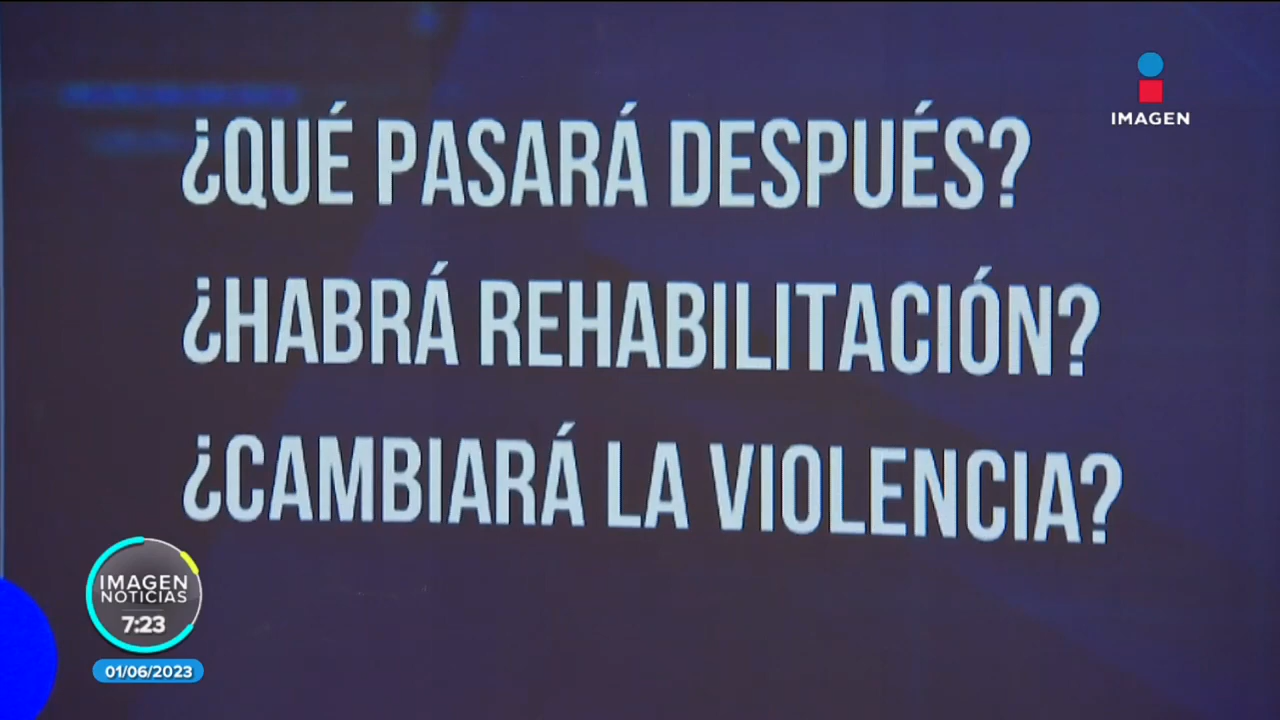 ¿QUÉ PASARÁ DESPUÉS?
¿HABRÁ REHABILITACIÓN?
¿CAMBIARÁ LA VIOLENCIA?
IMAGEN
IMAGEN
NOTICIAS
7:23
01/06/2023